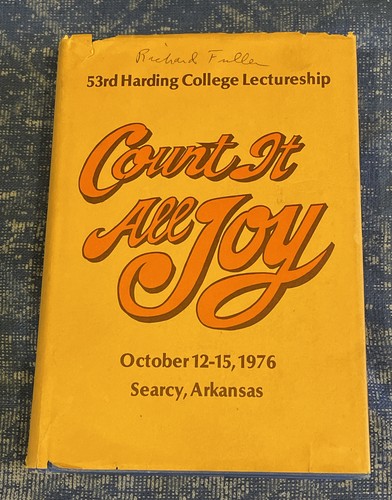 Richard Fuller
53rd Harding College Lectureship
Count It
All Joy
October 12-15, 1976
Searcy, Arkansas